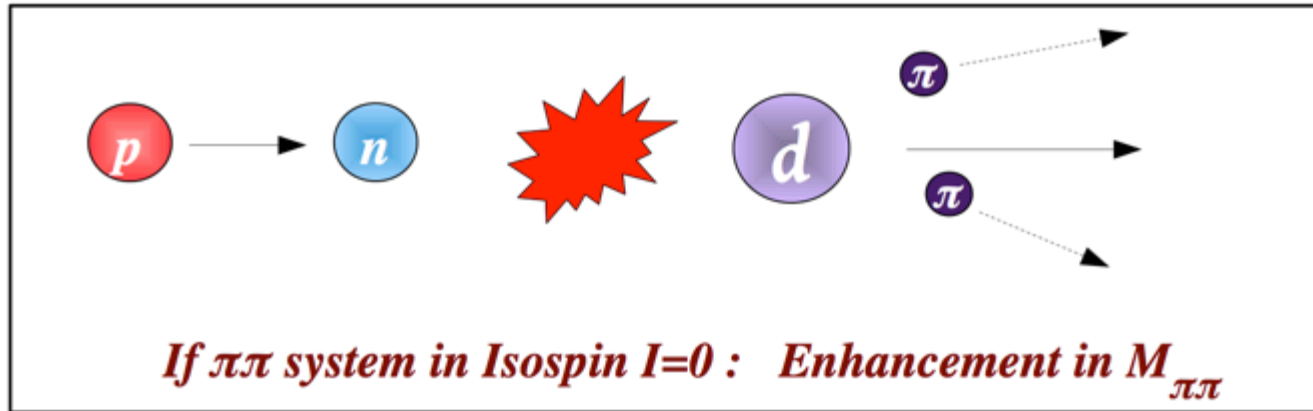 π
p n d
π
If ππ system in Isospin I=0 : Enhancement in Mππ